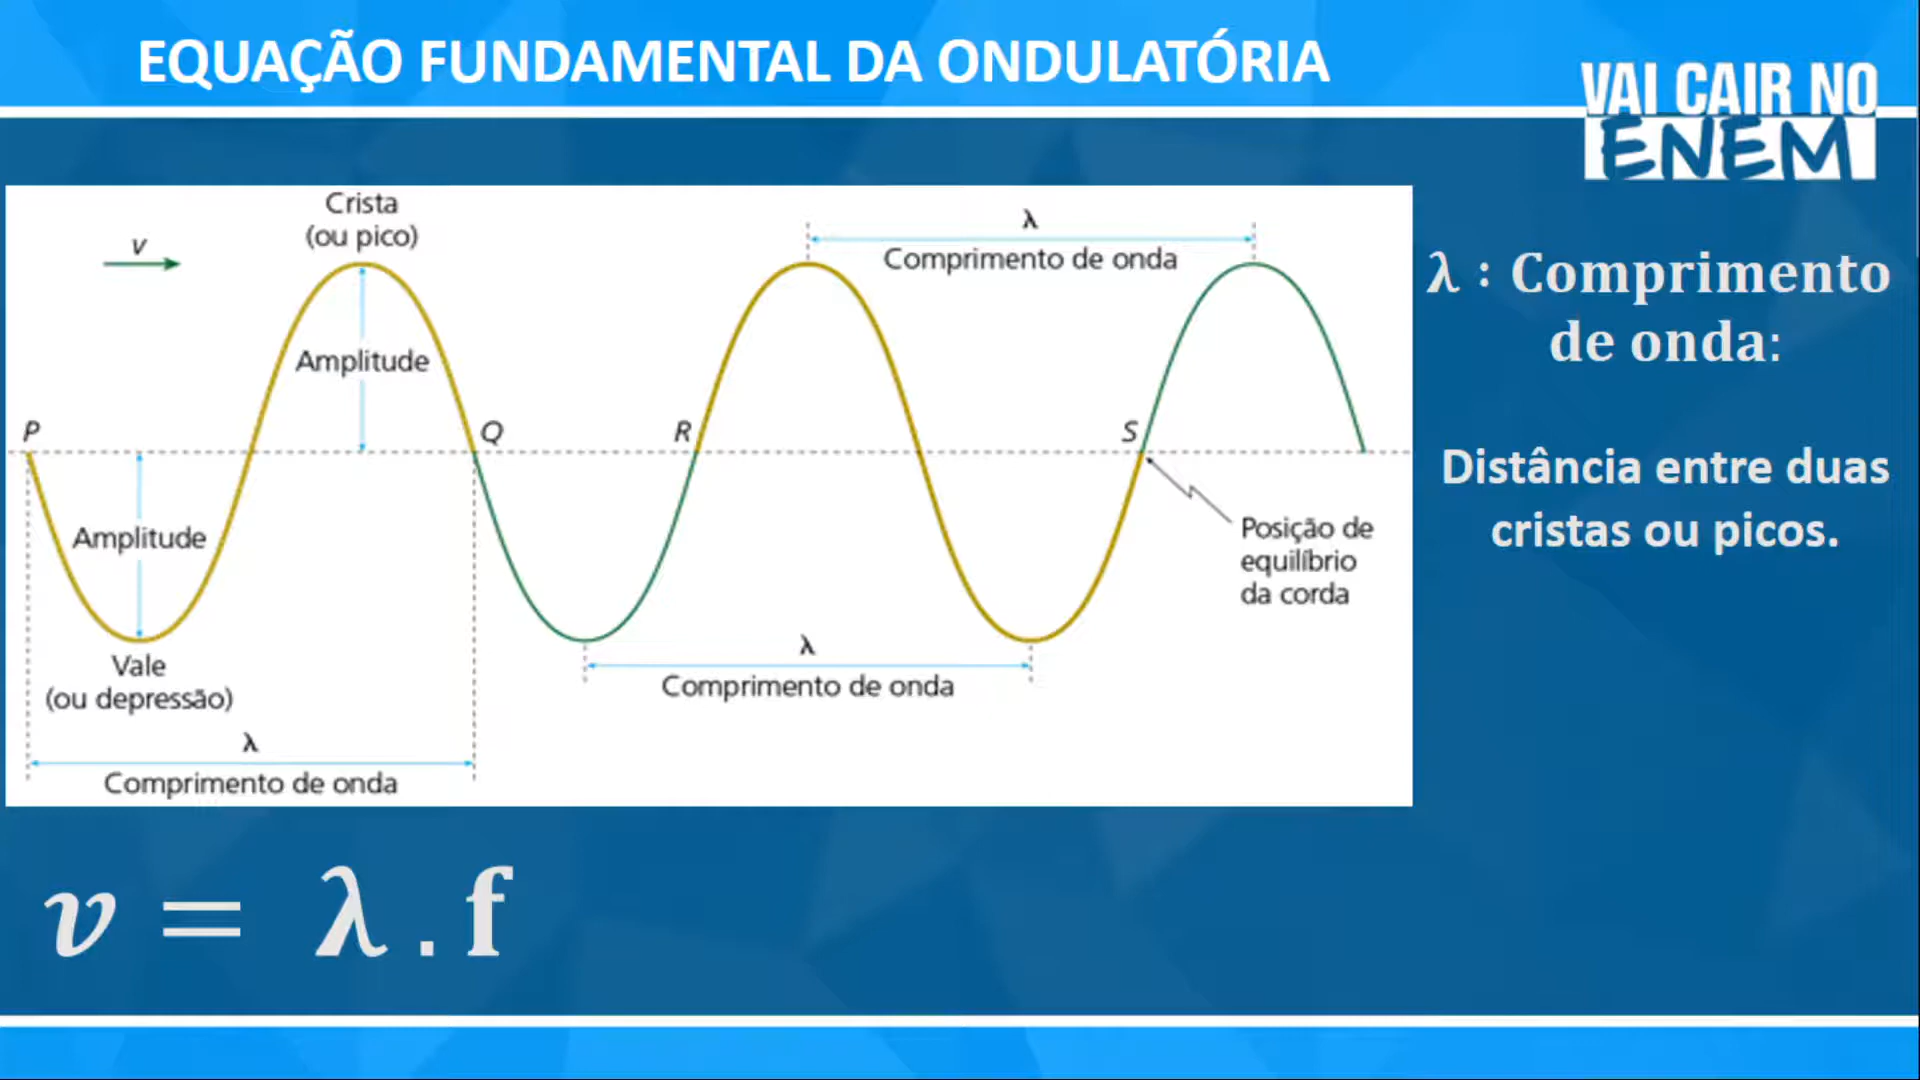 EQUAÇÃO FUNDAMENTAL DA ONDULATÓRIA
VAI CAIR NO
ENEM
Crista
(ou pico)
v
λ
Comprimento de onda
Amplitude
P
Q
R
S
Amplitude
Posição de
equilíbrio
da corda
Vale
(ou depressão)
λ
Comprimento de onda
λ
Comprimento de onda
λ : Comprimento
de onda:
Distância entre duas
cristas ou picos.
v = λ . f